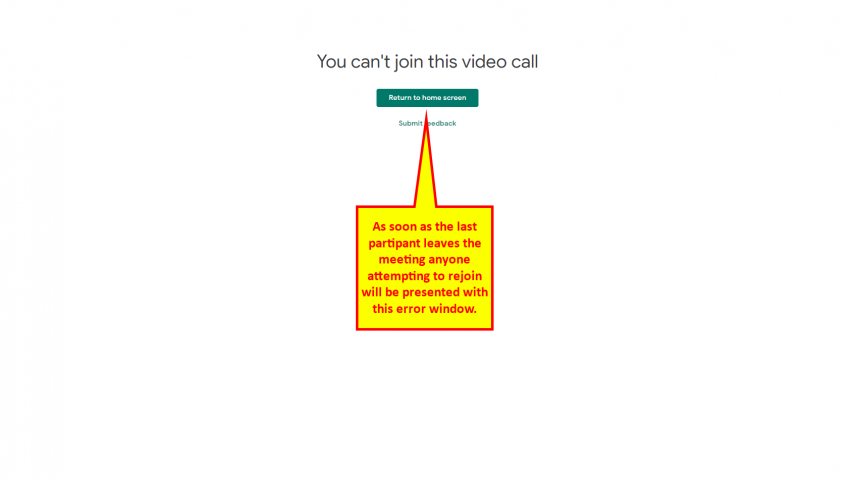 You can't join this video call
Return to home screen
Submit feedback
As soon as the last
partipant leaves the
meeting anyone
attempting to rejoin
will be presented with
this error window.